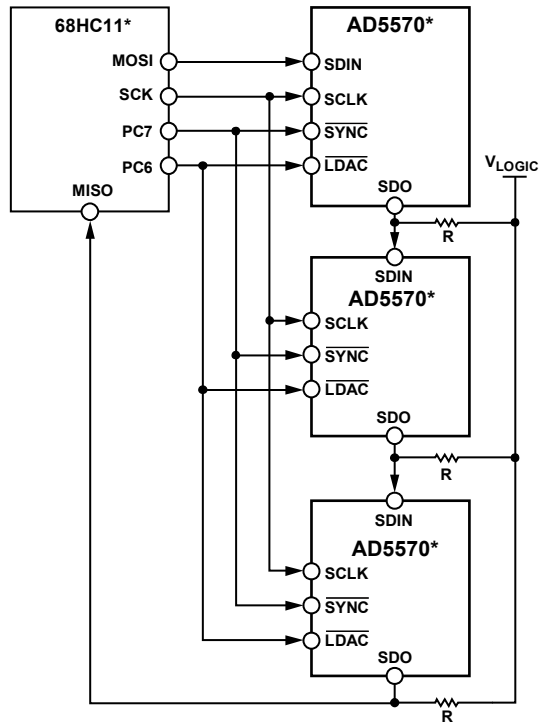 68HC11*
MOSI
SCK
PC7
PC6
MISO
AD5570*
SDIN
SCLK
SYNC
LDAC
SDO
VLOGIC
R
SDIN
AD5570*
SCLK
SYNC
LDAC
SDO
R
SDIN
AD5570*
SCLK
SYNC
LDAC
SDO
R